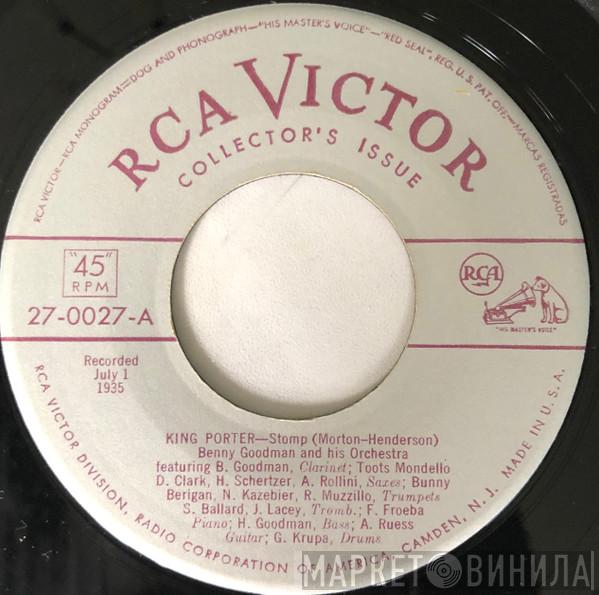 RCA VICTOR—RCA MONOGRAM—DOG AND PHONOGRAPH—"HIS MASTER'S VOICE"—"RED SEAL", REG. U.S. PAT. OFF.—MARCAS REGISTRADAS
RCA VICTOR
COLLECTOR'S ISSUE
"45"
RPM
27-0027-A
RCA
"HIS MASTER'S VOICE"
Recorded
July 1
1935
KING PORTER—Stomp (Morton-Henderson)
Benny Goodman and his Orchestra
featuring B. Goodman, Clarinet; Toots Mondello
D. Clark, H. Schertzer, A. Rollini, Saxes; Bunny
Berigan, N. Kazebier, R. Muzzillo, Trumpets
S. Ballard, J. Lacey, Tromb.; F. Froeba
Piano; H. Goodman, Bass; A. Ruess
Guitar; G. Krupa, Drums
RCA VICTOR DIVISION, RADIO CORPORATION OF AMERICA, CAMDEN, N. J. MADE IN U. S. A.
МАРКЕТ ВИНИЛА